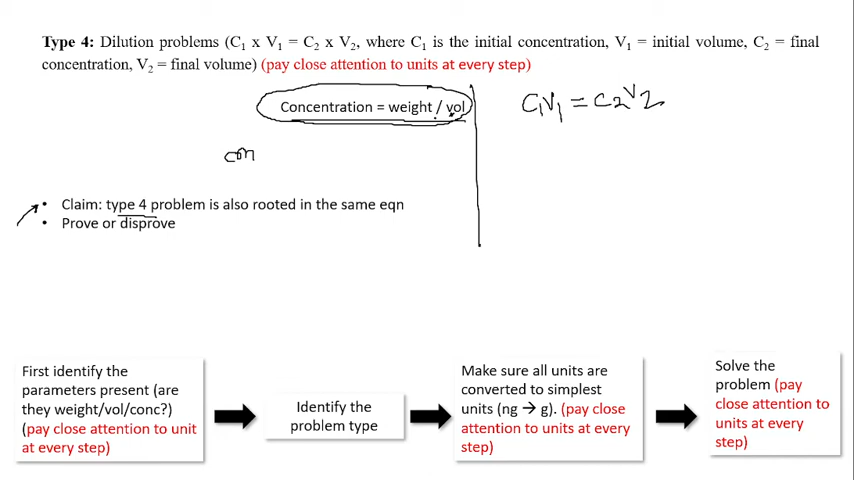 Type 4: Dilution problems (C₁ x V₁ = C₂ x V₂, where C₁ is the initial concentration, V₁ = initial volume, C₂ = final
concentration, V₂ = final volume) (pay close attention to units at every step)
Concentration = weight / vol
C₁V₁ = C2V2
con
• Claim: type 4 problem is also rooted in the same eqn
• Prove or disprove
First identify the
parameters present (are
they weight/vol/conc?)
(pay close attention to unit
at every step)
Identify the
problem type
Make sure all units are
converted to simplest
units (ng → g). (pay close
attention to units at every
step)
Solve the
problem (pay
close attention to
units at every
step)